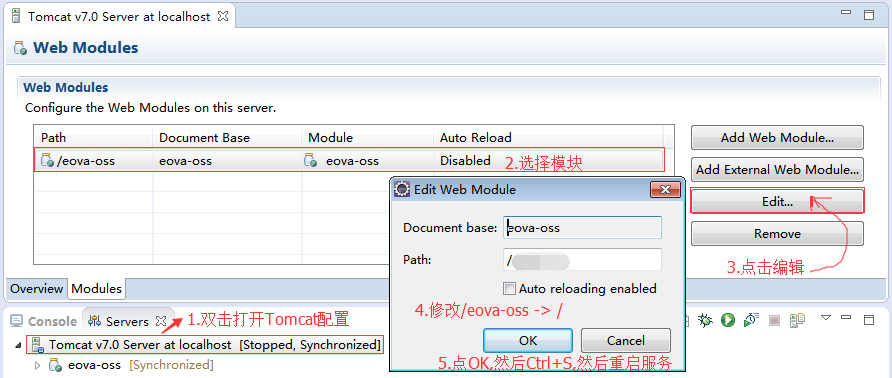 Tomcat v7.0 Server at localhost
Web Modules
Web Modules
Configure the Web Modules on this server.
Path Document Base Module Auto Reload
/eova-oss eova-oss eova-oss Disabled 2.选择模块
Add Web Module...
Add External Web Module...
Edit...
Remove
3.点击编辑
Edit Web Module
Document base: eova-oss
Path: /
Auto reloading enabled
4.修改/eova-oss -> /
OK Cancel
5.点OK,然后Ctrl+S,然后重启服务
Overview Modules
Console Servers 1.双击打开Tomcat配置
Tomcat v7.0 Server at localhost [Stopped, Synchronized]
eova-oss [Synchronized]